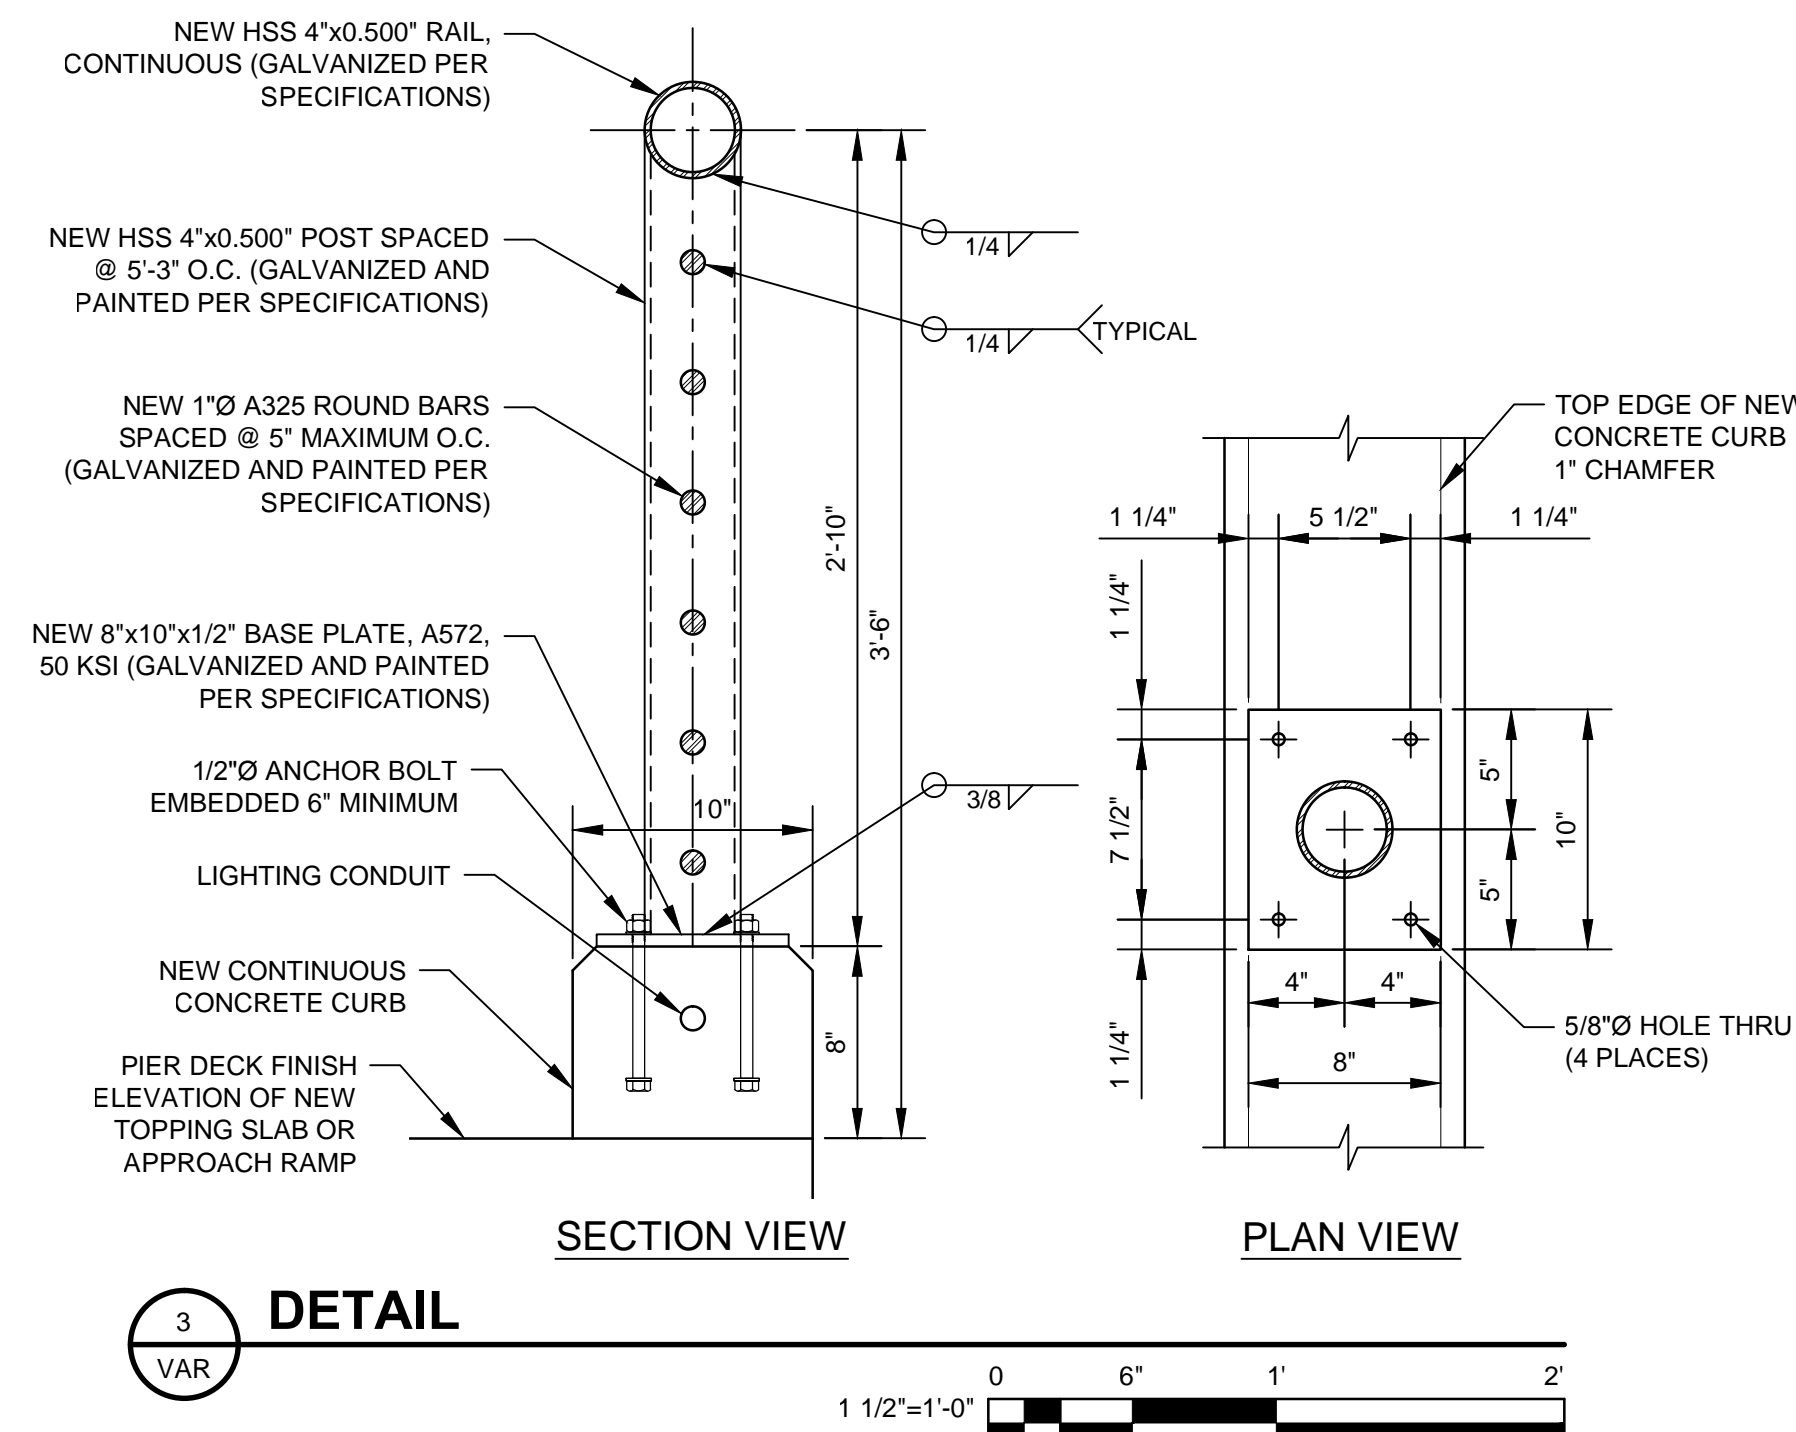 NEW HSS 4"x0.500" RAIL,
CONTINUOUS (GALVANIZED PER
SPECIFICATIONS)
NEW HSS 4"x0.500" POST SPACED
@ 5'-3" O.C. (GALVANIZED AND
PAINTED PER SPECIFICATIONS)
NEW 1"Ø A325 ROUND BARS
SPACED @ 5" MAXIMUM O.C.
(GALVANIZED AND PAINTED PER
SPECIFICATIONS)
NEW 8"x10"x1/2" BASE PLATE, A572,
50 KSI (GALVANIZED AND PAINTED
PER SPECIFICATIONS)
1/2"Ø ANCHOR BOLT
EMBEDDED 6" MINIMUM
LIGHTING CONDUIT
NEW CONTINUOUS
CONCRETE CURB
PIER DECK FINISH
ELEVATION OF NEW
TOPPING SLAB OR
APPROACH RAMP
1/4
1/4
TYPICAL
2'-10"
3'-6"
10"
3/8
8"
SECTION VIEW
TOP EDGE OF NEW
CONCRETE CURB
1" CHAMFER
1 1/4"
5 1/2"
1 1/4"
1 1/4"
7 1/2"
1 1/4"
5"
5"
10"
4"
4"
8"
5/8"Ø HOLE THRU
(4 PLACES)
PLAN VIEW
3
VAR
DETAIL
0
6"
1'
2'
1 1/2"=1'-0"